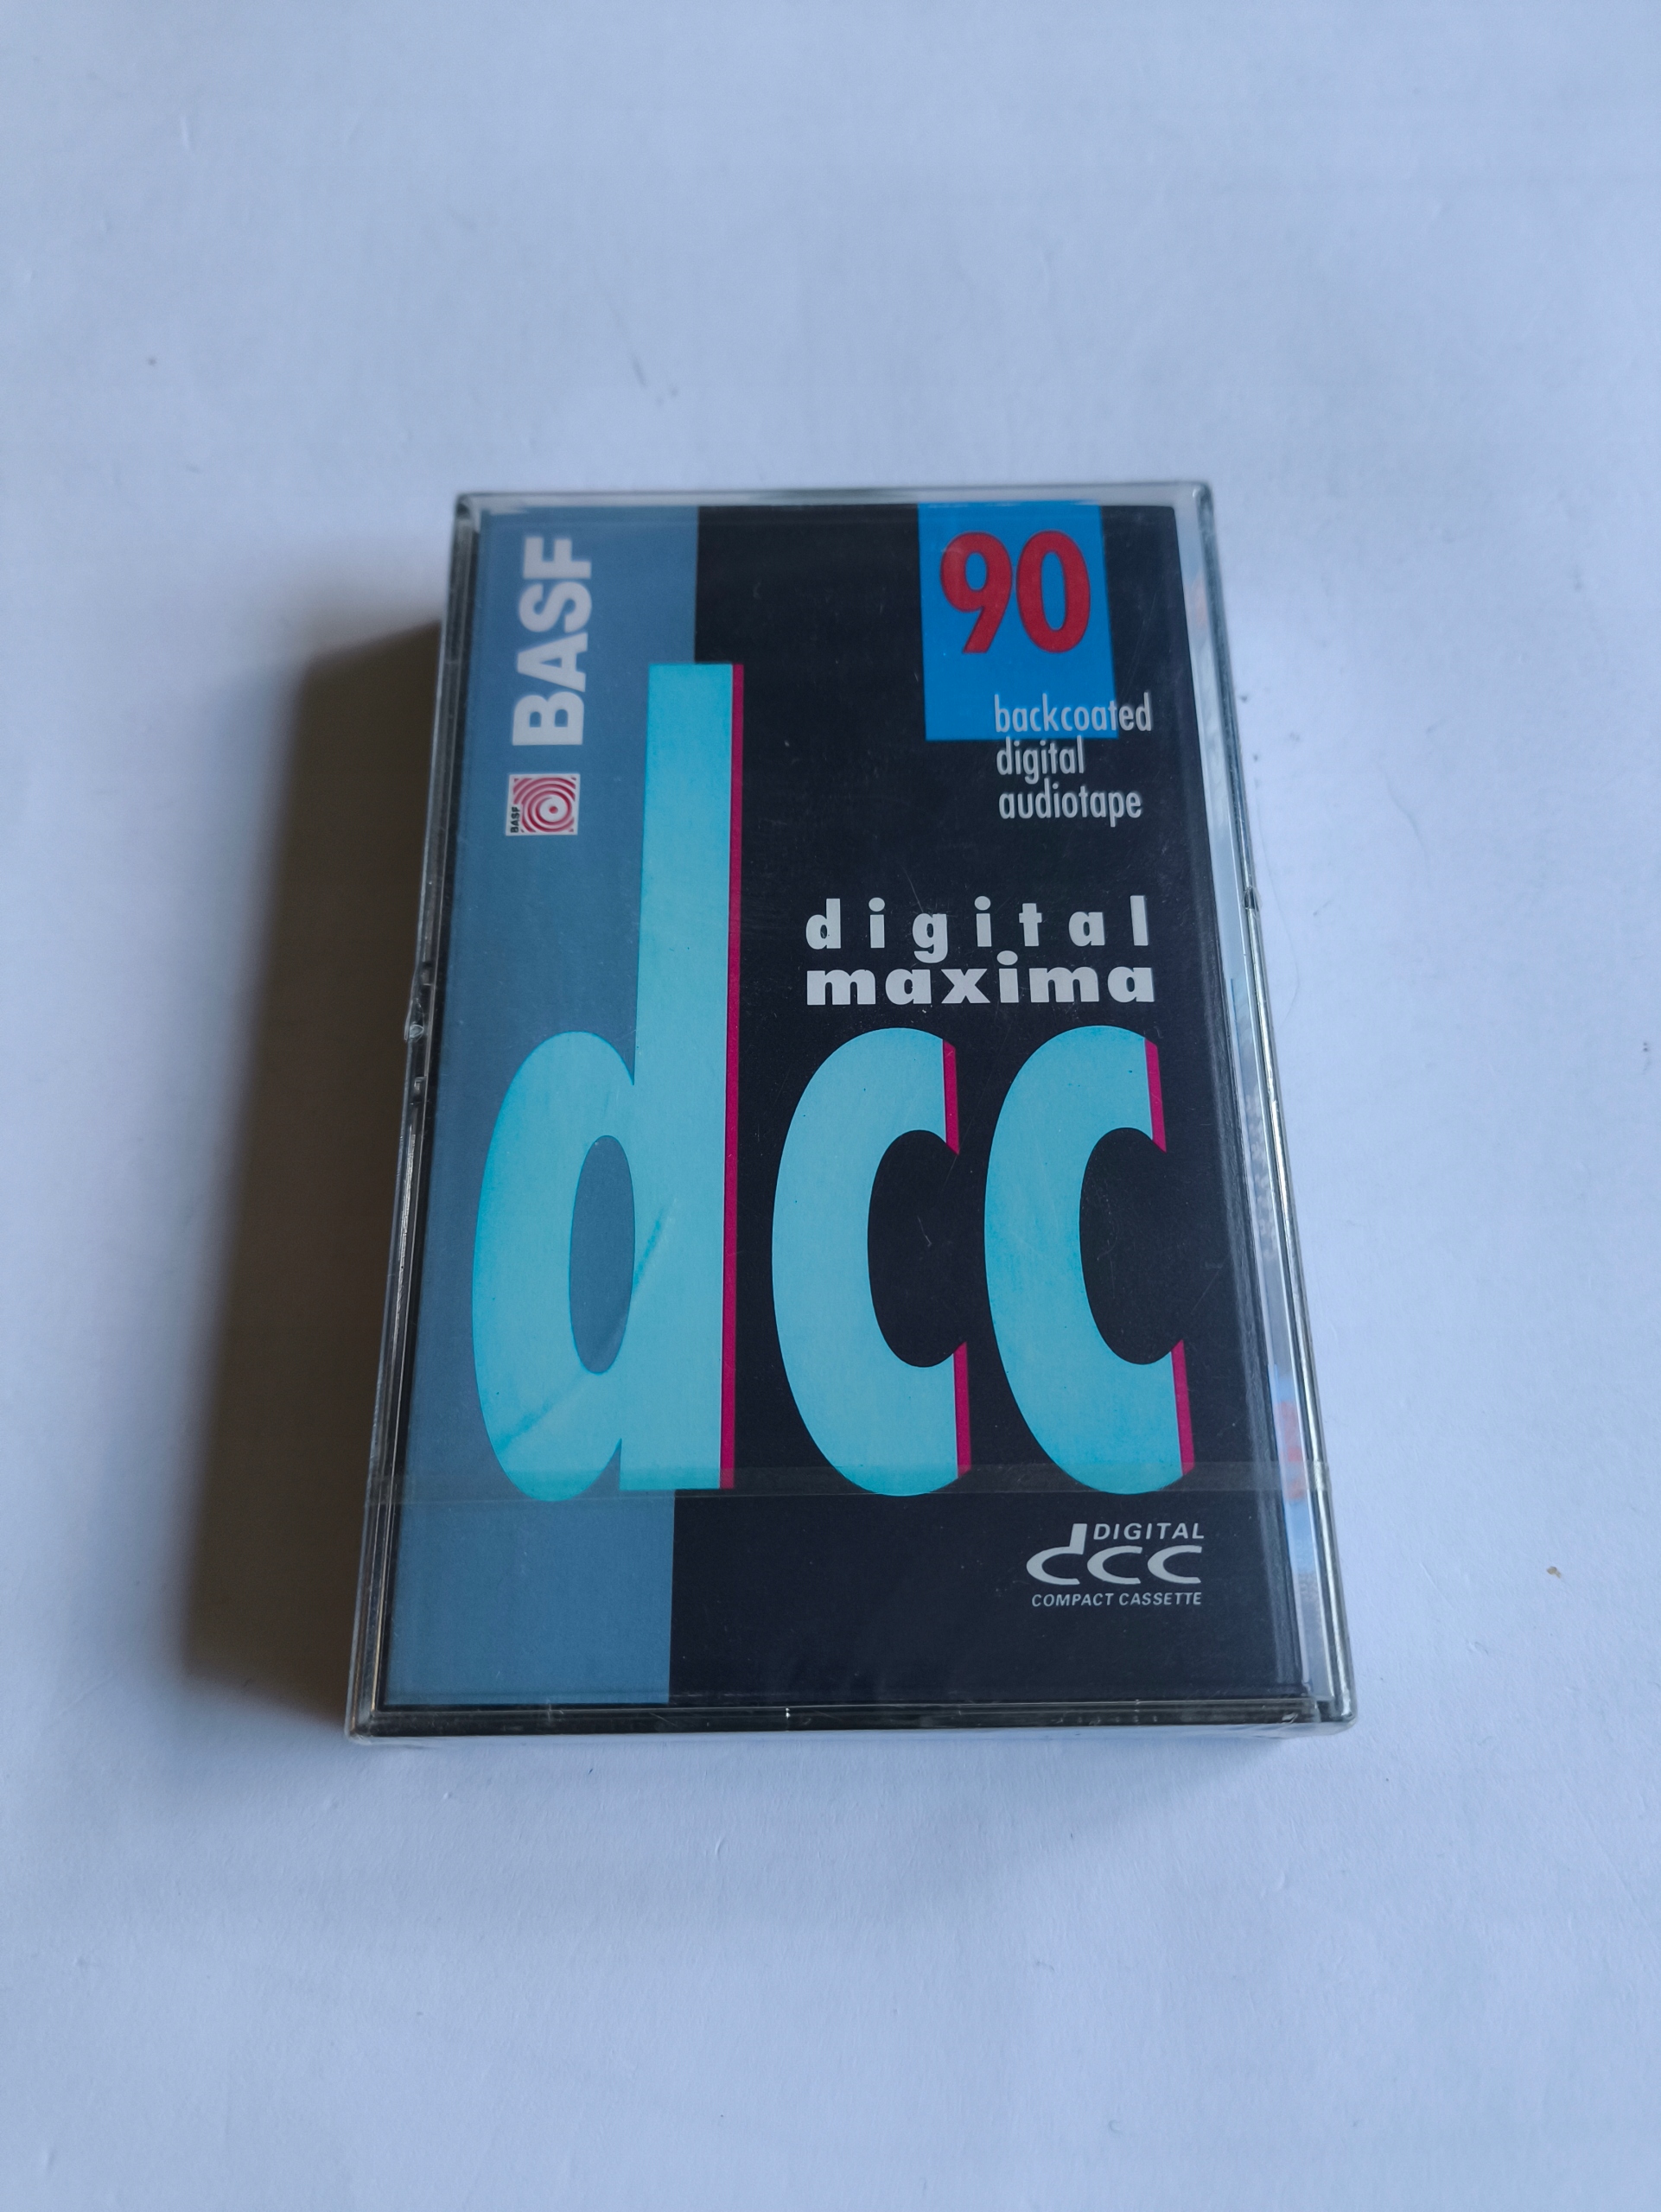 BASF
BASF
90
backcoated
digital
audiotape
digital
maxima
dcc
DIGITAL
dcc
COMPACT CASSETTE